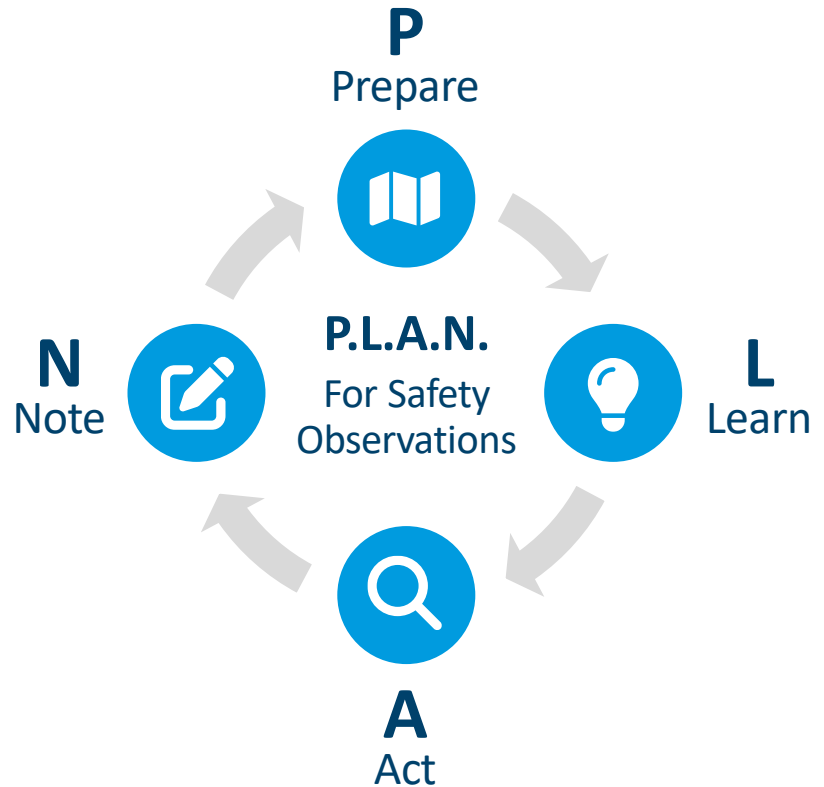 P
Prepare
P.L.A.N.
For Safety
Observations
N
Note
L
Learn
A
Act